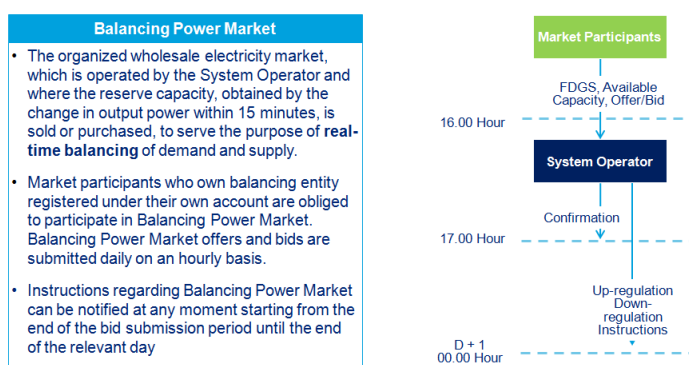 Balancing Power Market
• The organized wholesale electricity market,
which is operated by the System Operator and
where the reserve capacity, obtained by the
change in output power within 15 minutes, is
sold or purchased, to serve the purpose of real-
time balancing of demand and supply.
• Market participants who own balancing entity
registered under their own account are obliged
to participate in Balancing Power Market.
Balancing Power Market offers and bids are
submitted daily on an hourly basis.
• Instructions regarding Balancing Power Market
can be notified at any moment starting from the
end of the bid submission period until the end
of the relevant day
Market Participants
FDGS, Available
Capacity, Offer/Bid
16.00 Hour
System Operator
Confirmation
17.00 Hour
Up-regulation
Down-
regulation
Instructions
D + 1
00.00 Hour